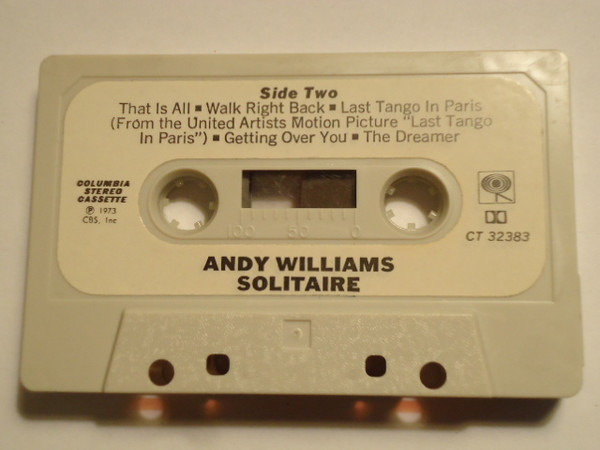 Side Two
That Is All ▪ Walk Right Back ▪ Last Tango In Paris
(From the United Artists Motion Picture "Last Tango
In Paris") ▪ Getting Over You ▪ The Dreamer
COLUMBIA
STEREO
CASSETTE
℗ 1973
CBS, Inc
100 50 0
CT 32383
ANDY WILLIAMS
SOLITAIRE